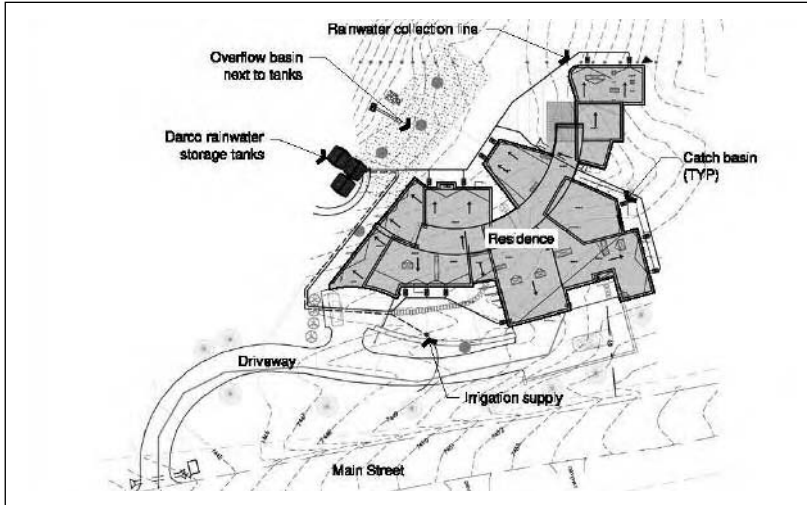 Rainwater collection line
Overflow basin
next to tanks
Darco rainwater
storage tanks
Catch basin
(TYP)
Residence
Driveway
Irrigation supply
Main Street